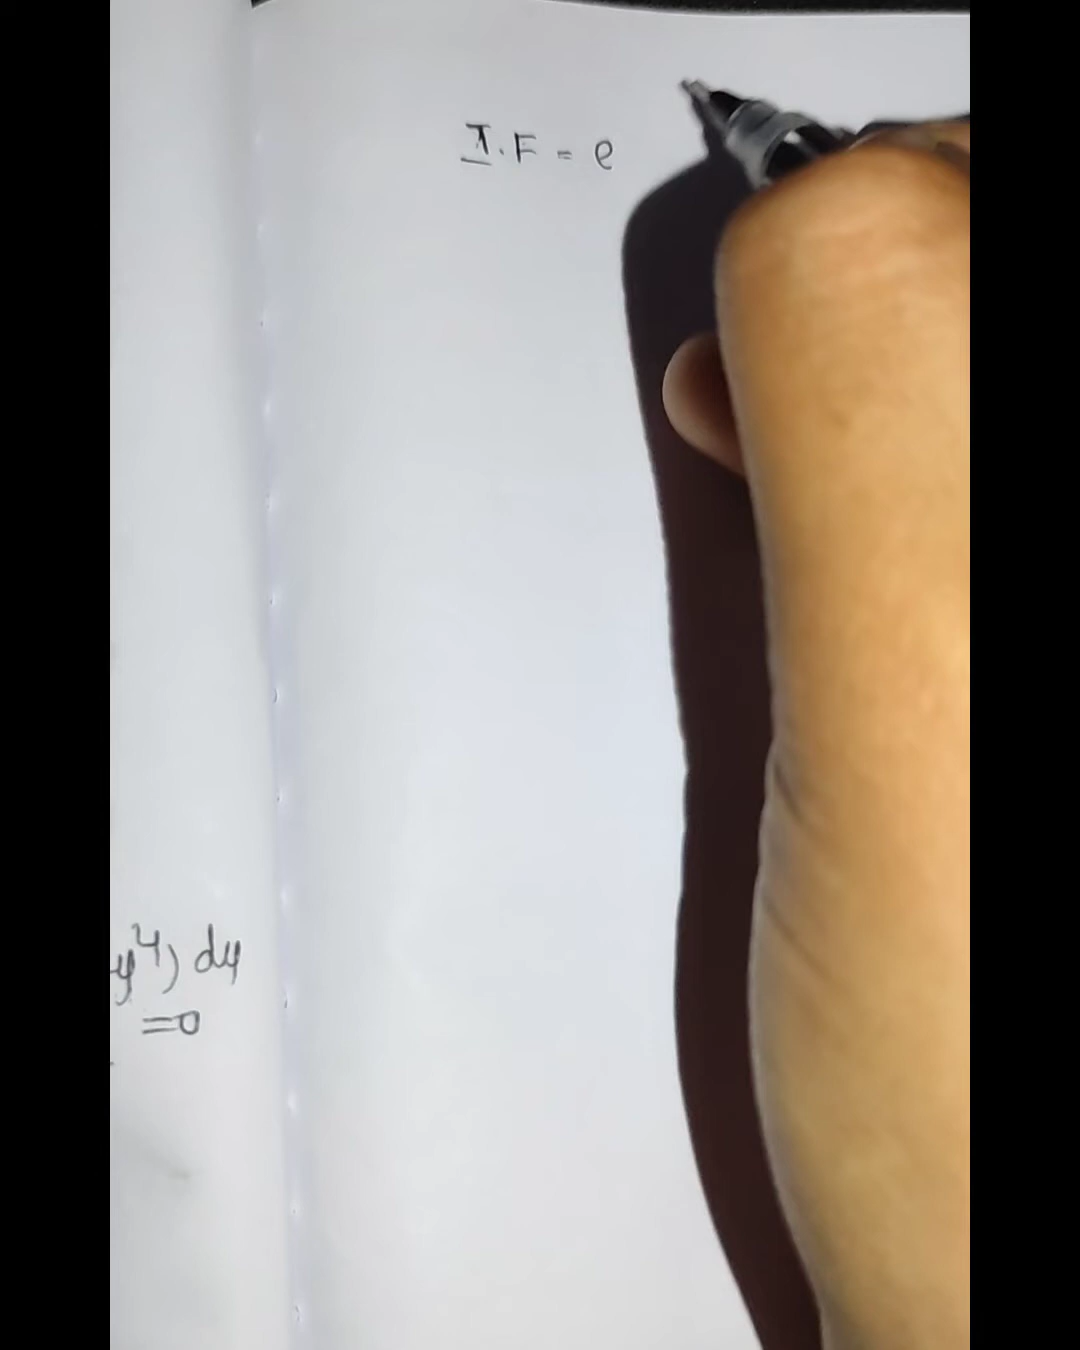 I.F = e
y⁴) dy
=0